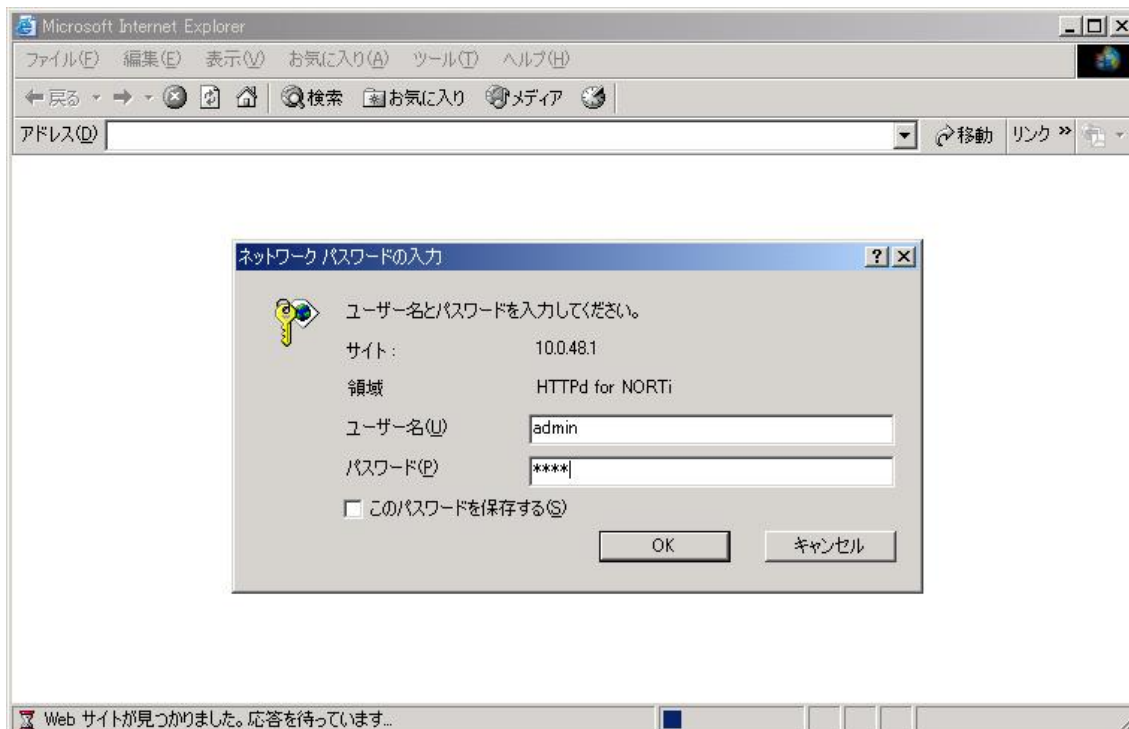 Microsoft Internet Explorer
ファイル(F) 編集(E) 表示(V) お気に入り(A) ツール(T) ヘルプ(H)
戻る 検索 お気に入り メディア
アドレス(D) 移動 リンク »
ネットワーク パスワードの入力
ユーザー名とパスワードを入力してください。
サイト: 10.0.48.1
領域 HTTPd for NORTi
ユーザー名(U) admin
パスワード(P) ****
このパスワードを保存する(S)
OK キャンセル
Web サイトが見つかりました。応答を待っています...